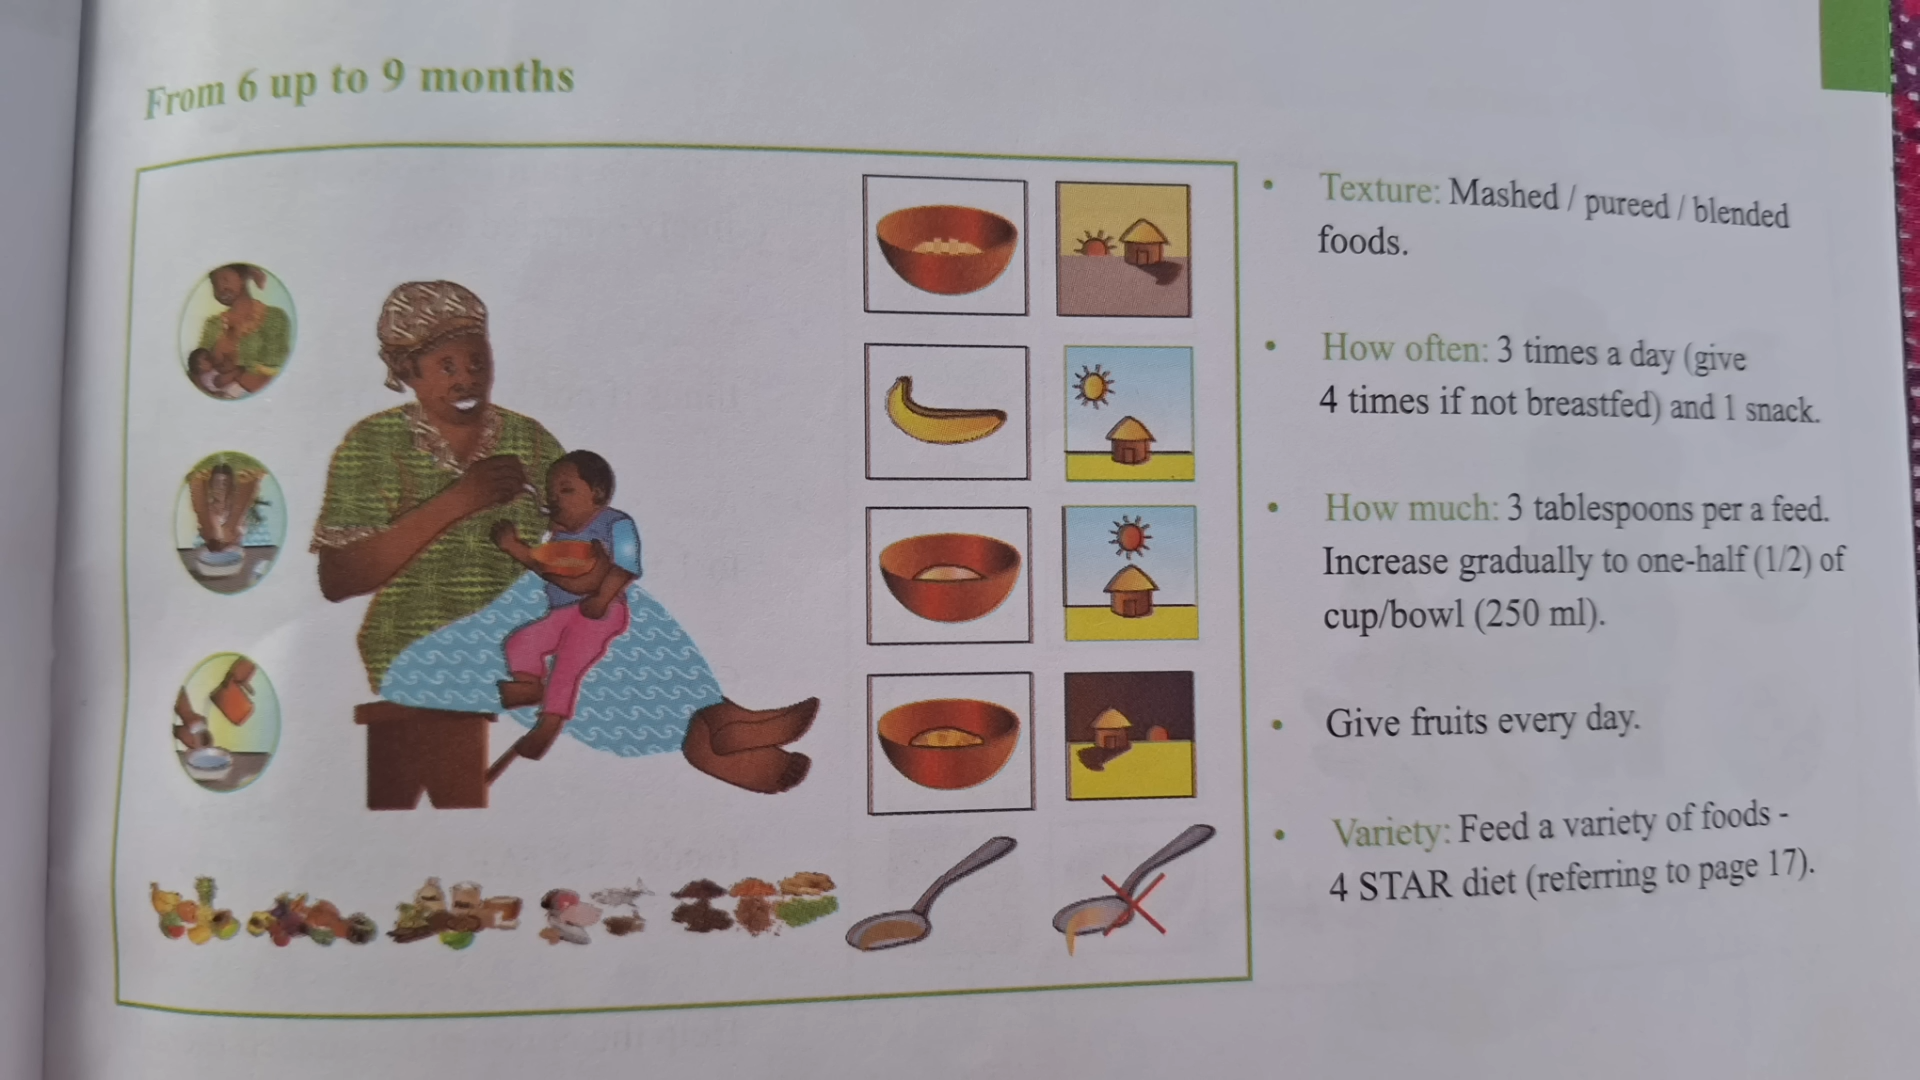 From 6 up to 9 months
• Texture: Mashed / pureed / blended
foods.
• How often: 3 times a day (give
4 times if not breastfed) and 1 snack.
• How much: 3 tablespoons per a feed.
Increase gradually to one-half (1/2) of
cup/bowl (250 ml).
• Give fruits every day.
• Variety: Feed a variety of foods -
4 STAR diet (referring to page 17).